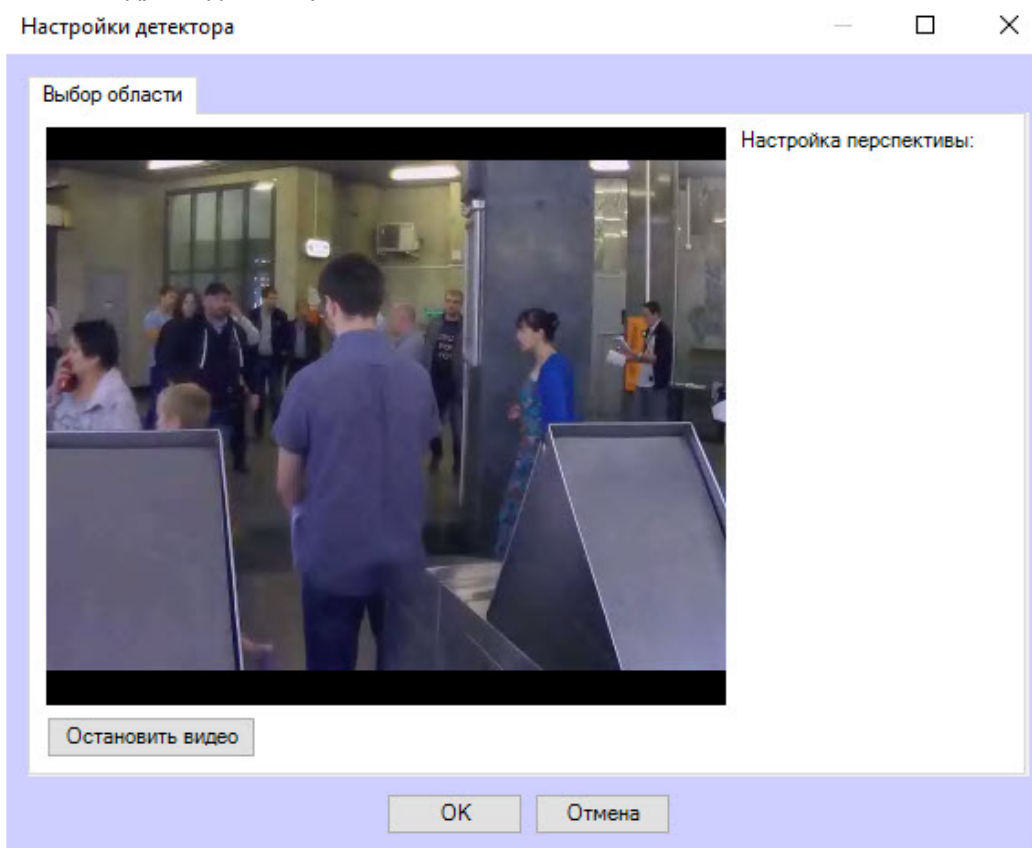 Настройки детектора
Выбор области
Настройка перспективы:
Остановить видео
OK
Отмена